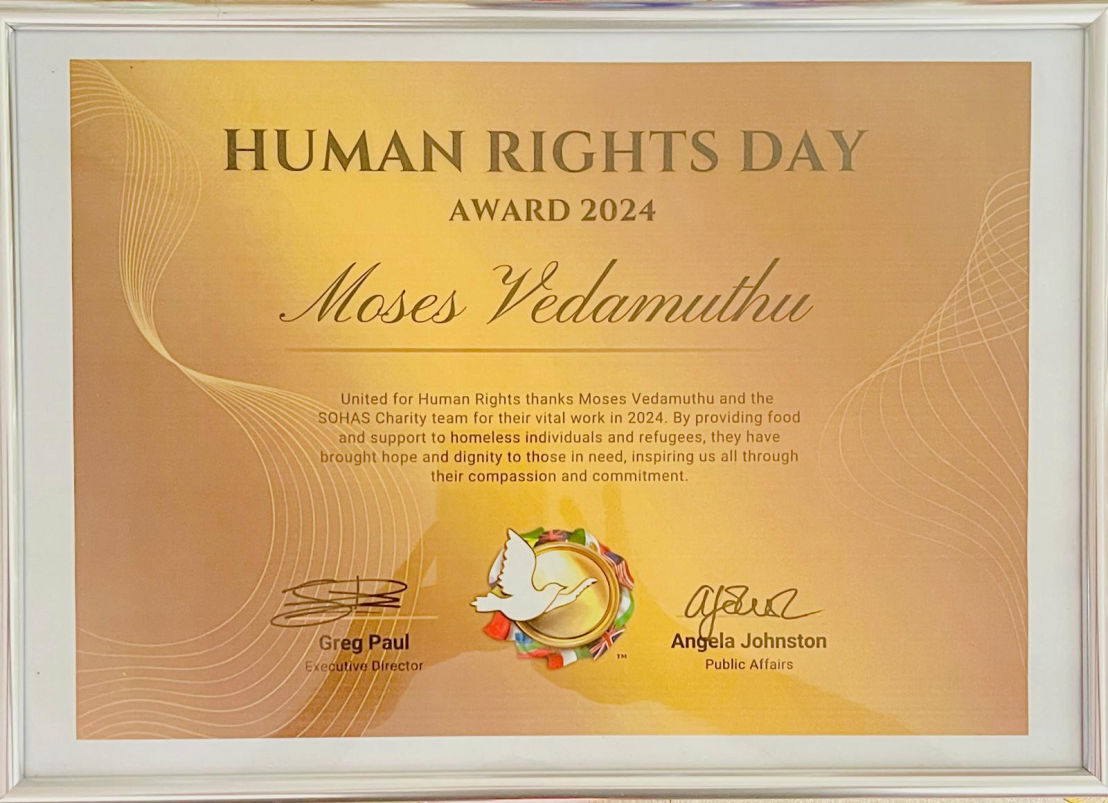 HUMAN RIGHTS DAY
AWARD 2024
Moses Vedamuthu
United for Human Rights thanks Moses Vedamuthu and the
SOHAS Charity team for their vital work in 2024. By providing food
and support to homeless individuals and refugees, they have
brought hope and dignity to those in need, inspiring us all through
their compassion and commitment.
Greg Paul
Executive Director
TM
Angela Johnston
Public Affairs